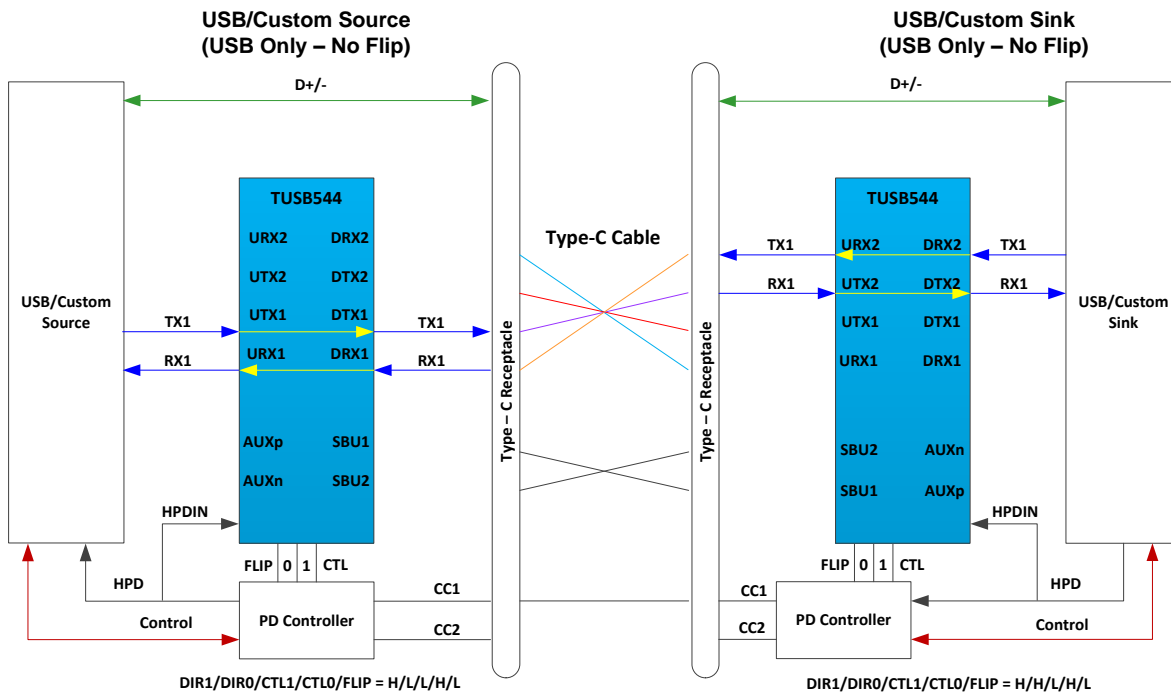 USB/Custom Source
(USB Only – No Flip)
USB/Custom Sink
(USB Only – No Flip)
D+/-
D+/-
TUSB544
URX2 DRX2
UTX2 DTX2
UTX1 DTX1
URX1 DRX1
AUXp SBU1
AUXn SBU2
USB/Custom
Source
TX1
TX1
RX1
RX1
Type – C Receptacle
Type-C Cable
Type – C Receptacle
TUSB544
URX2 DRX2
UTX2 DTX2
UTX1 DTX1
URX1 DRX1
SBU2 AUXn
SBU1 AUXp
TX1
TX1
RX1
RX1
USB/Custom
Sink
HPDIN
FLIP 0 1 CTL
HPD
Control
PD Controller
CC1
CC2
HPDIN
FLIP 0 1 CTL
HPD
Control
PD Controller
CC1
CC2
DIR1/DIR0/CTL1/CTL0/FLIP = H/L/L/H/L
DIR1/DIR0/CTL1/CTL0/FLIP = H/H/L/H/L